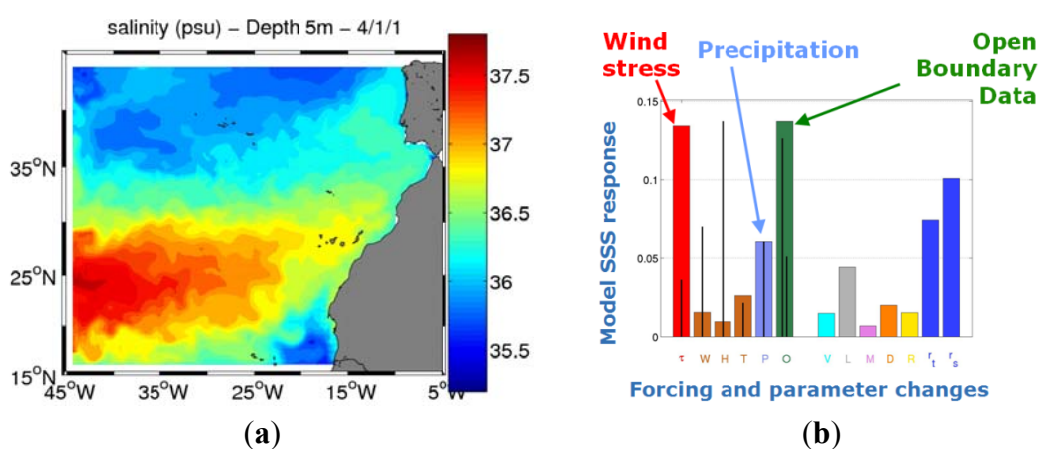 salinity (psu) – Depth 5m – 4/1/1
35°N
25°N
15°N
45°W
35°W
25°W
15°W
5°W
37.5
37
36.5
36
35.5
(a)
Wind
stress
Precipitation
Open
Boundary
Data
Model SSS response
0.15
0.1
0.05
0
τ W H T P O V L M D R r_t r_s
Forcing and parameter changes
(b)